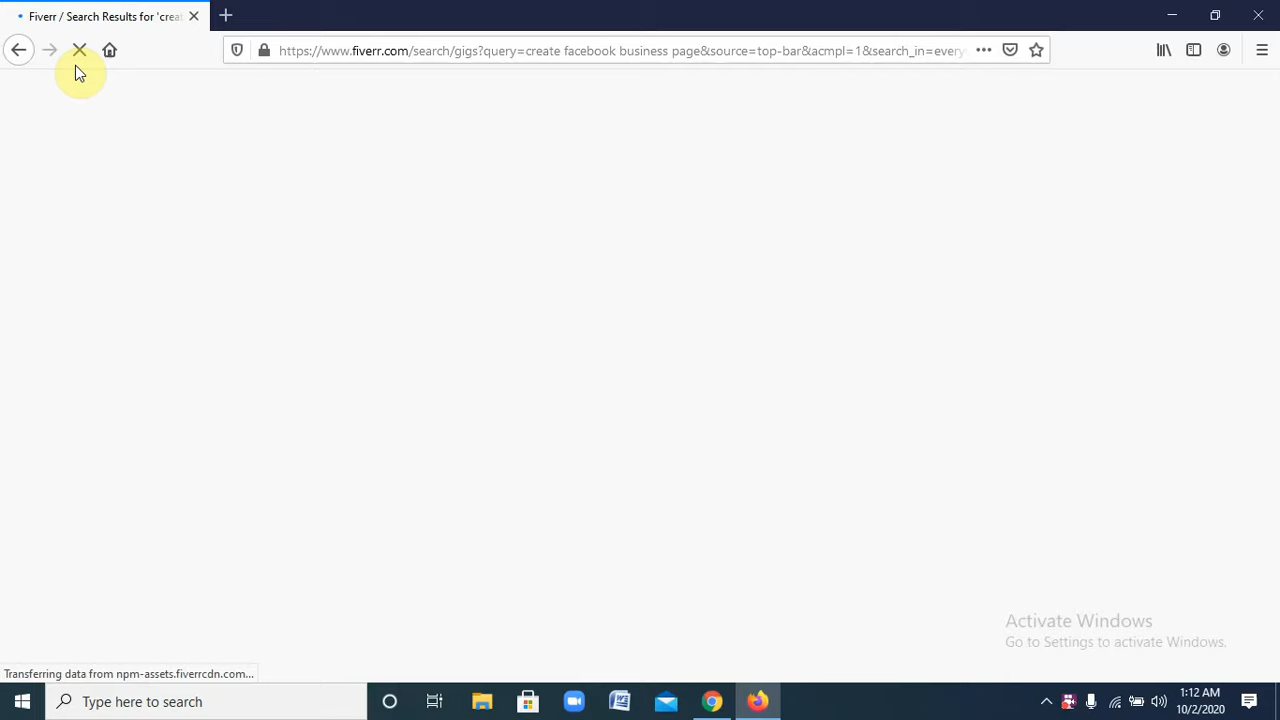 Fiverr / Search Results for 'creat
https://www.fiverr.com/search/gigs?query=create facebook business page&source=top-bar&acmpl=1&search_in=every
Activate Windows
Go to Settings to activate Windows.
Transferring data from npm-assets.fiverrcdn.com...
Type here to search
1:12 AM
10/2/2020